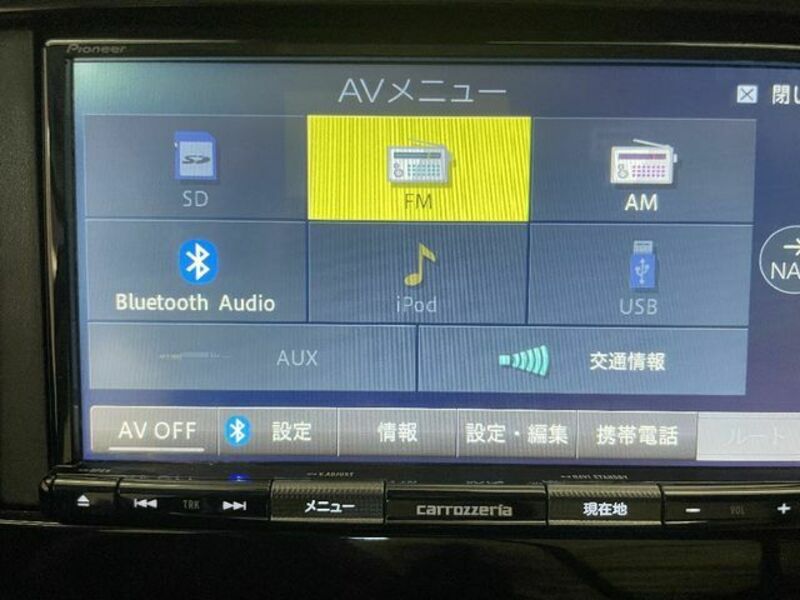 Pioneer
AVメニュー
閉じ
SD
FM
AM
Bluetooth Audio
iPod
USB
NA
AUX
交通情報
AV OFF
設定
情報
設定・編集
携帯電話
ルート
TRK
メニュー
carrozzeria
現在地
VOL